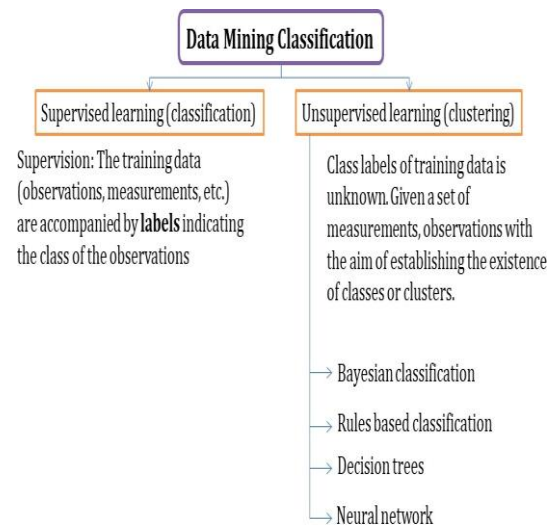 Data Mining Classification
Supervised learning (classification)
Supervision: The training data
(observations, measurements, etc.)
are accompanied by labels indicating
the class of the observations
Unsupervised learning (clustering)
Class labels of training data is
unknown. Given a set of
measurements, observations with
the aim of establishing the existence
of classes or clusters.
Bayesian classification
Rules based classification
Decision trees
Neural network